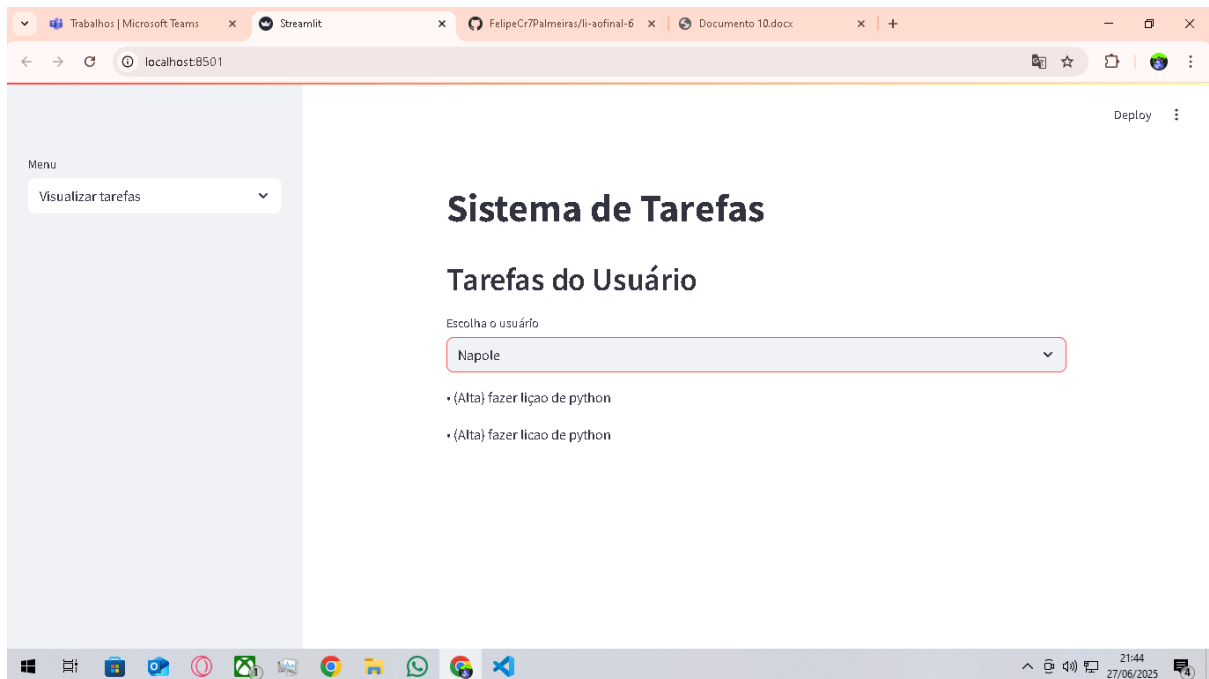 Trabalhos | Microsoft Teams
Streamlit
FelipeCr7Palmeiras/li-aofinal-6
Documento 10.docx
localhost:8501
Deploy
Menu
Visualizar tarefas
Sistema de Tarefas
Tarefas do Usuário
Escolha o usuário
Napole
• (Alta) fazer liçao de python
• (Alta) fazer licao de python
21:44
27/06/2025
1
4